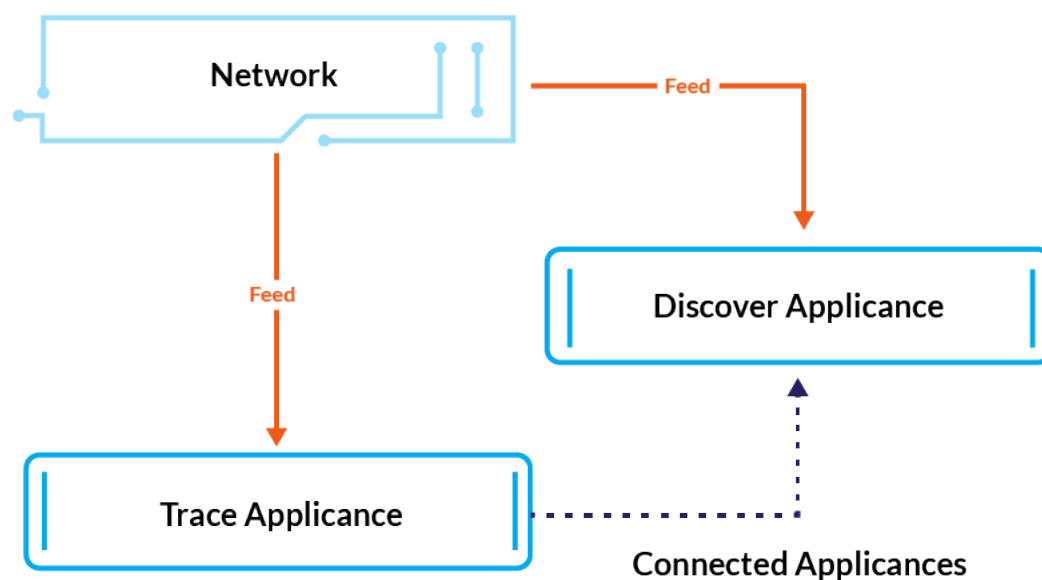 Network
Feed
Feed
Discover Applicance
Trace Applicance
Connected Applicances